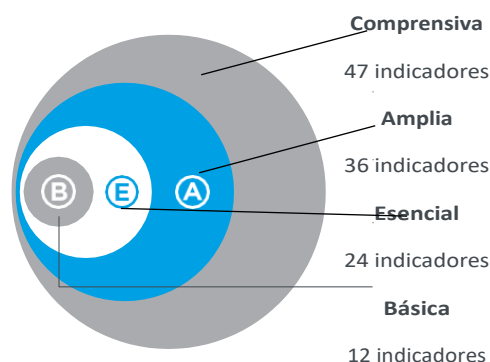 Comprensiva
47 indicadores
Amplia
36 indicadores
B E A
Esencial
24 indicadores
Básica
12 indicadores